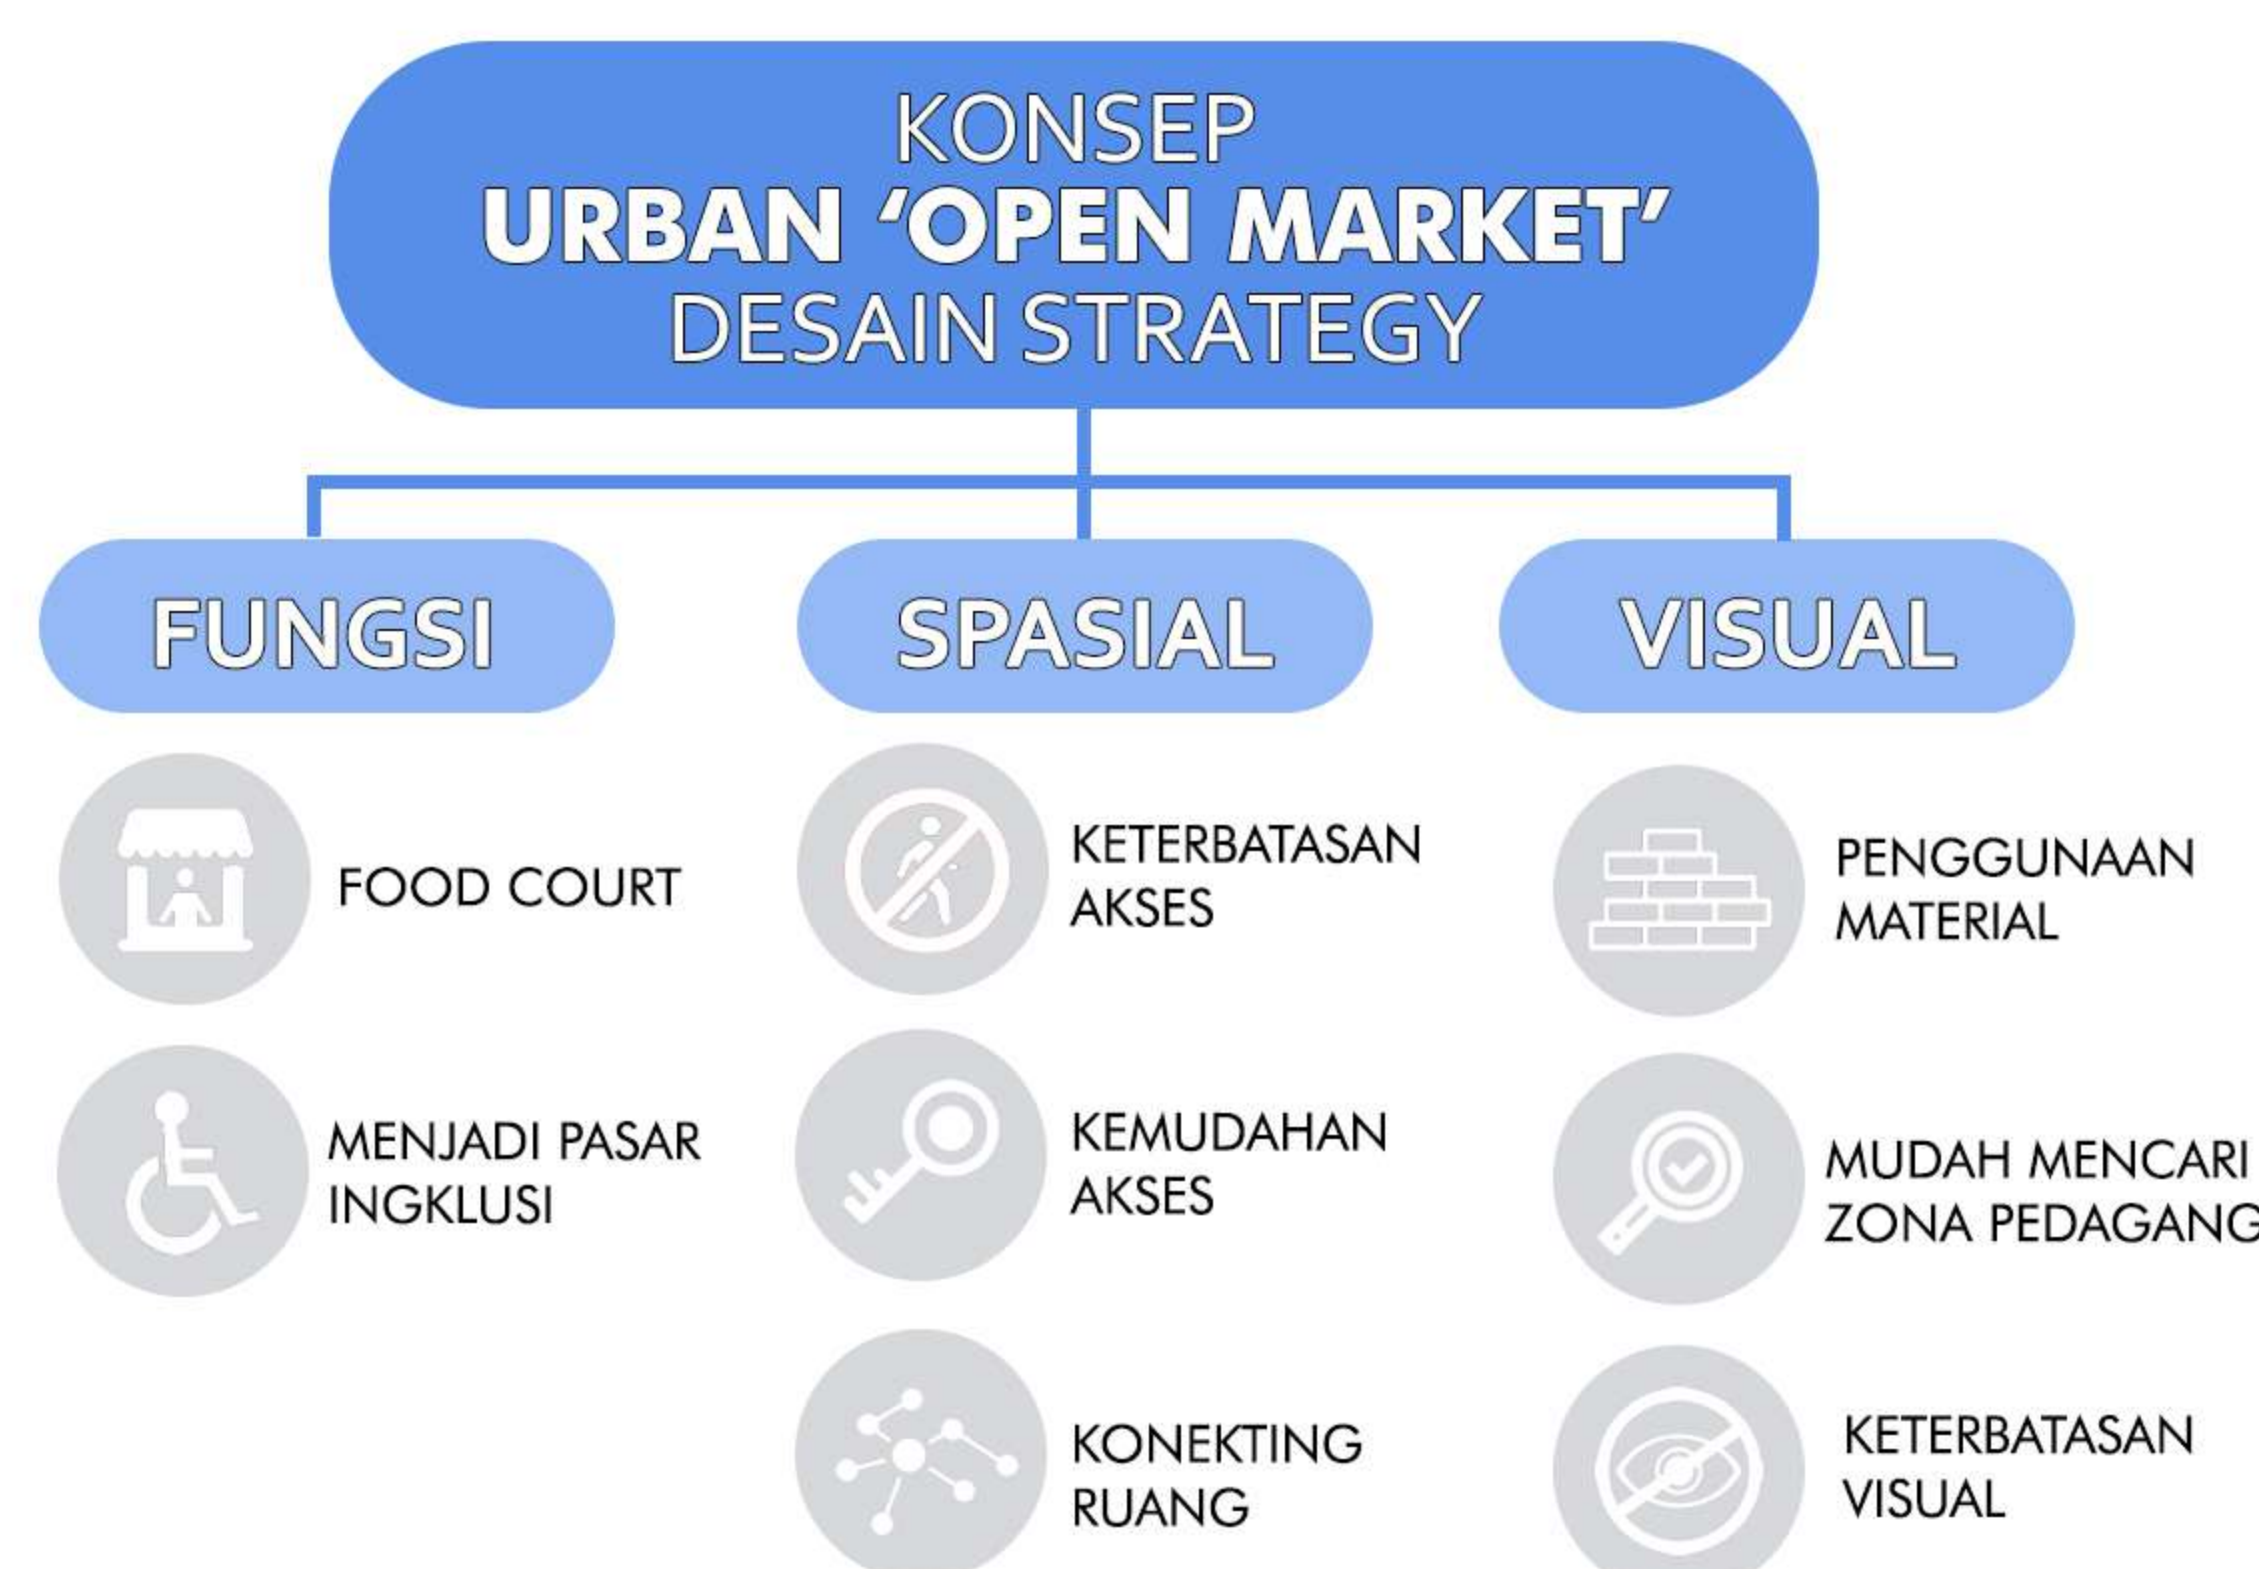 KONSEP
URBAN ‘OPEN MARKET’
DESAIN STRATEGY
FUNGSI
SPASIAL
VISUAL
FOOD COURT
MENJADI PASAR
INGKLUSI
KETERBATASAN
AKSES
KEMUDAHAN
AKSES
KONEKTING
RUANG
PENGGUNAAN
MATERIAL
MUDAH MENCARI
ZONA PEDAGANG
KETERBATASAN
VISUAL